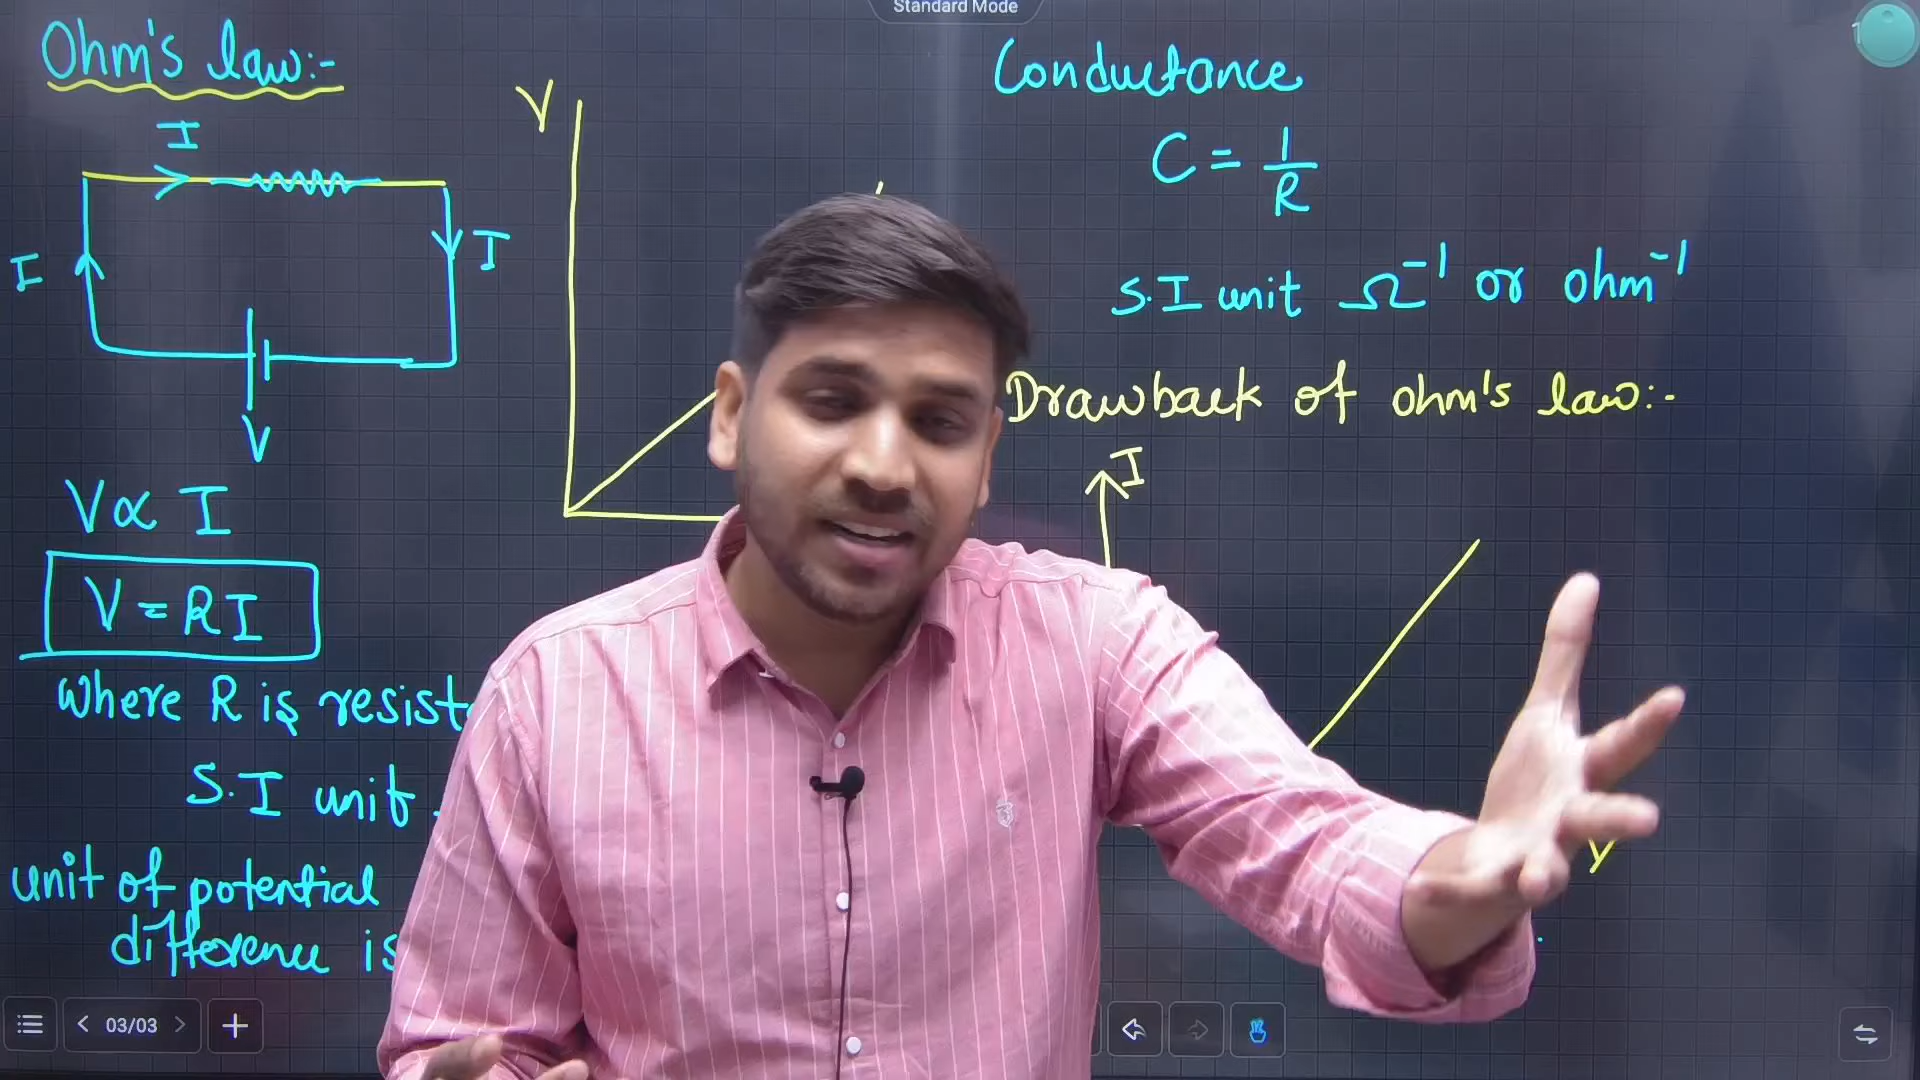 Standard Mode
Ohm's law:-
I
I
I
V
V ∝ I
V = RI
Where R is
S.I unit
unit of potential
difference is
V
Conductance
C = 1/R
S.I unit Ω⁻¹ or ohm⁻¹
Drawback of ohm's law:-
I
V
03/03